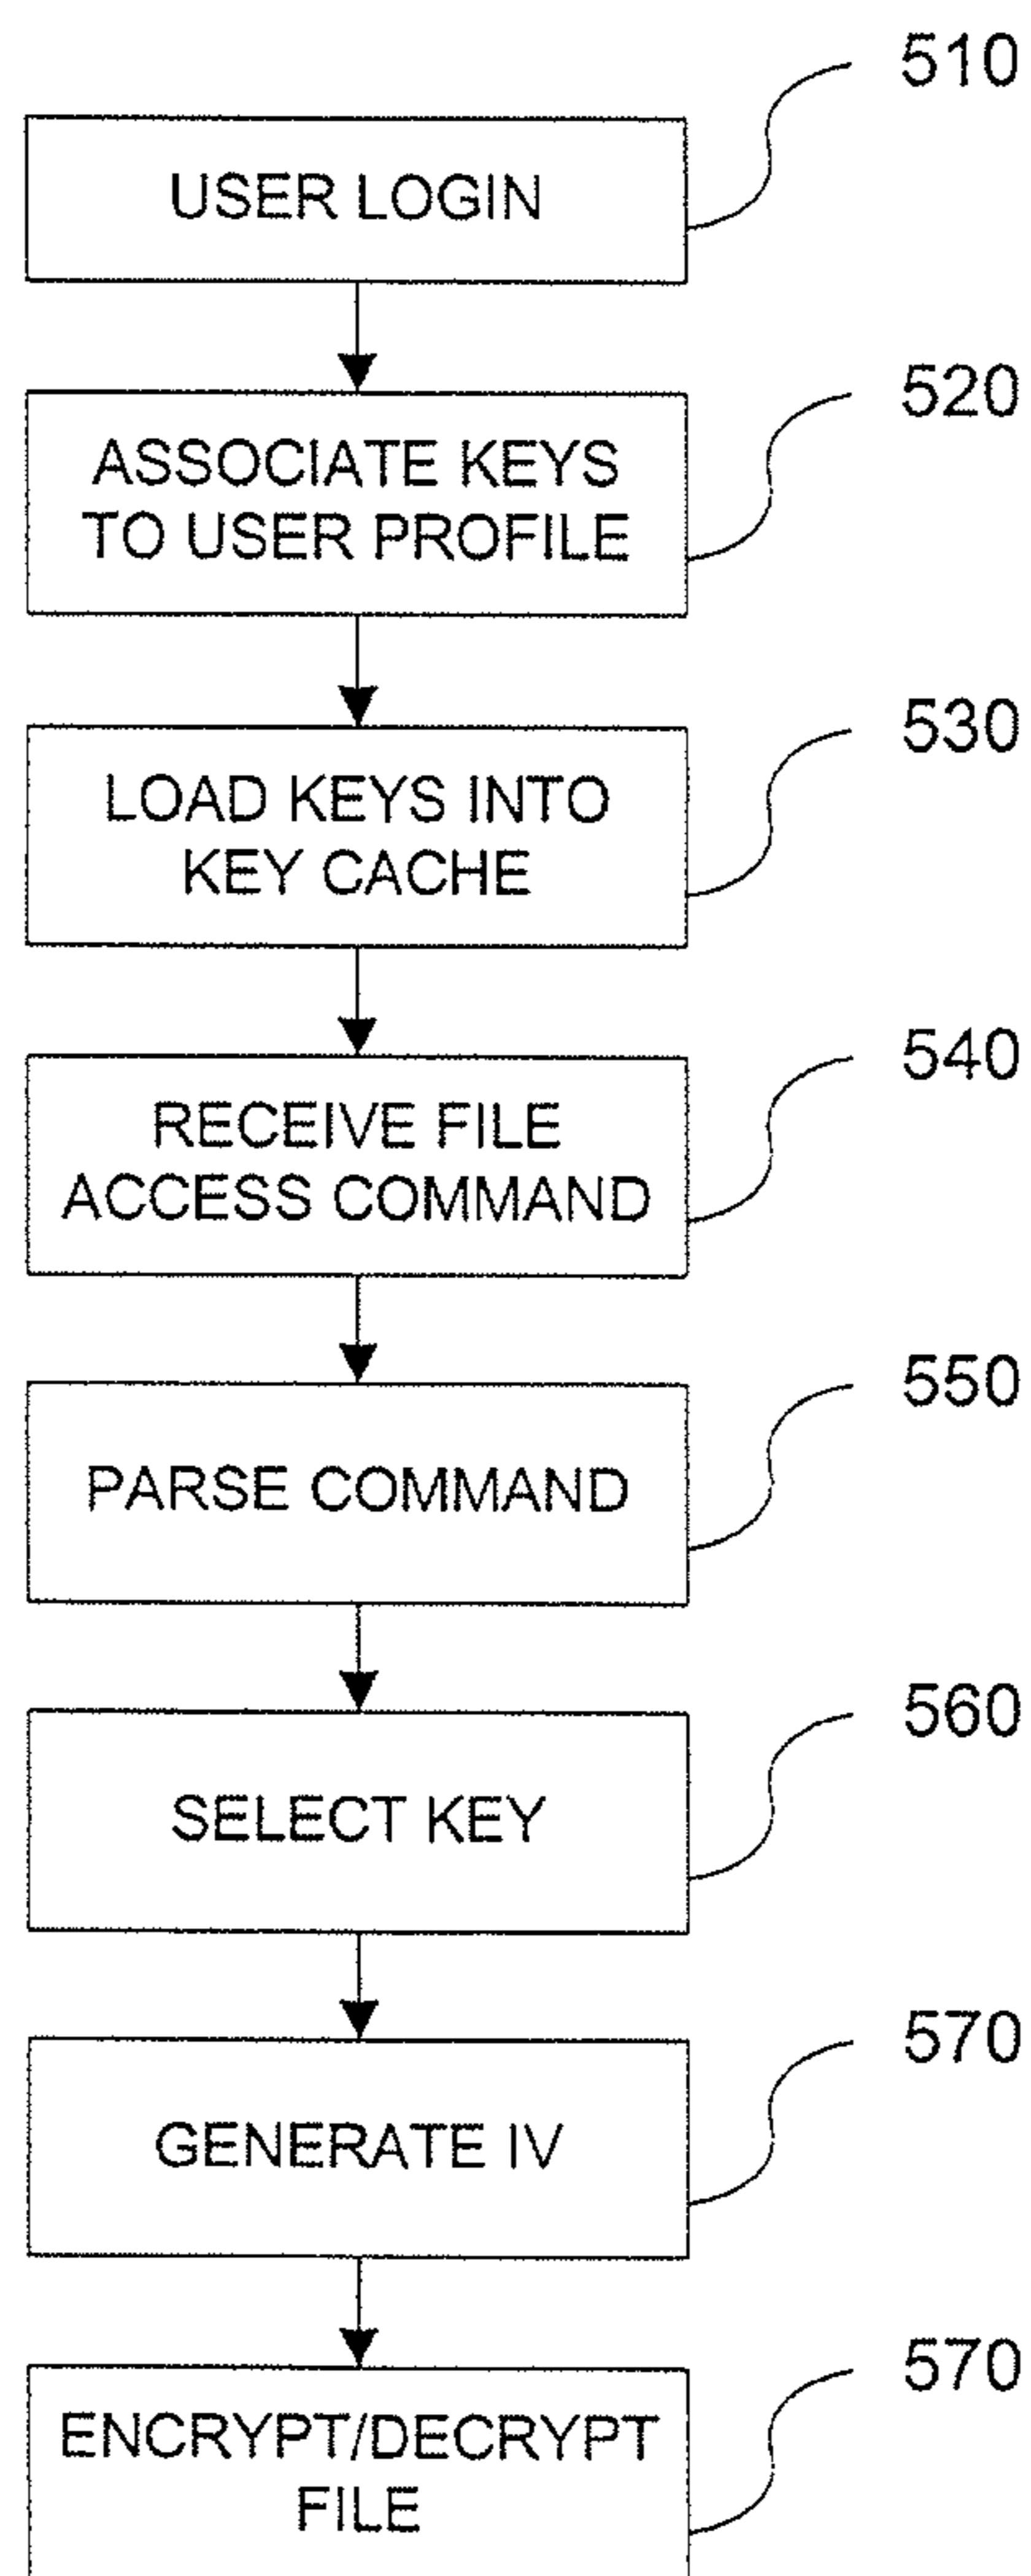 510
USER LOGIN
520
ASSOCIATE KEYS
TO USER PROFILE
530
LOAD KEYS INTO
KEY CACHE
540
RECEIVE FILE
ACCESS COMMAND
550
PARSE COMMAND
560
SELECT KEY
570
GENERATE IV
570
ENCRYPT/DECRYPT
FILE